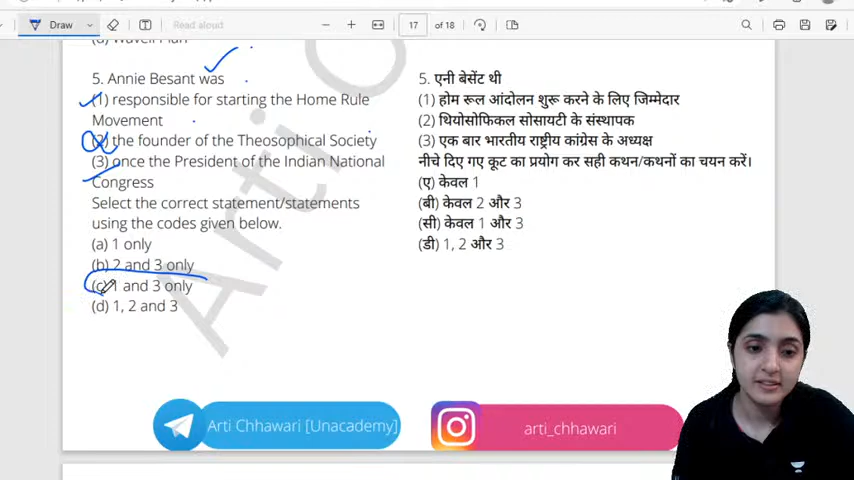 Draw
Read aloud
17
of 18
(d) Wavell Plan
5. Annie Besant was
(1) responsible for starting the Home Rule
Movement
(2) the founder of the Theosophical Society
(3) once the President of the Indian National
Congress
Select the correct statement/statements
using the codes given below.
(a) 1 only
(b) 2 and 3 only
(c) 1 and 3 only
(d) 1, 2 and 3
5. एनी बेसेंट थी
(1) होम रूल आंदोलन शुरू करने के लिए जिम्मेदार
(2) थियोसोफिकल सोसायटी के संस्थापक
(3) एक बार भारतीय राष्ट्रीय कांग्रेस के अध्यक्ष
नीचे दिए गए कूट का प्रयोग कर सही कथन/कथनों का चयन करें।
(ए) केवल 1
(बी) केवल 2 और 3
(सी) केवल 1 और 3
(डी) 1, 2 और 3
Arti C
Arti Chhawari [Unacademy]
arti_chhawari